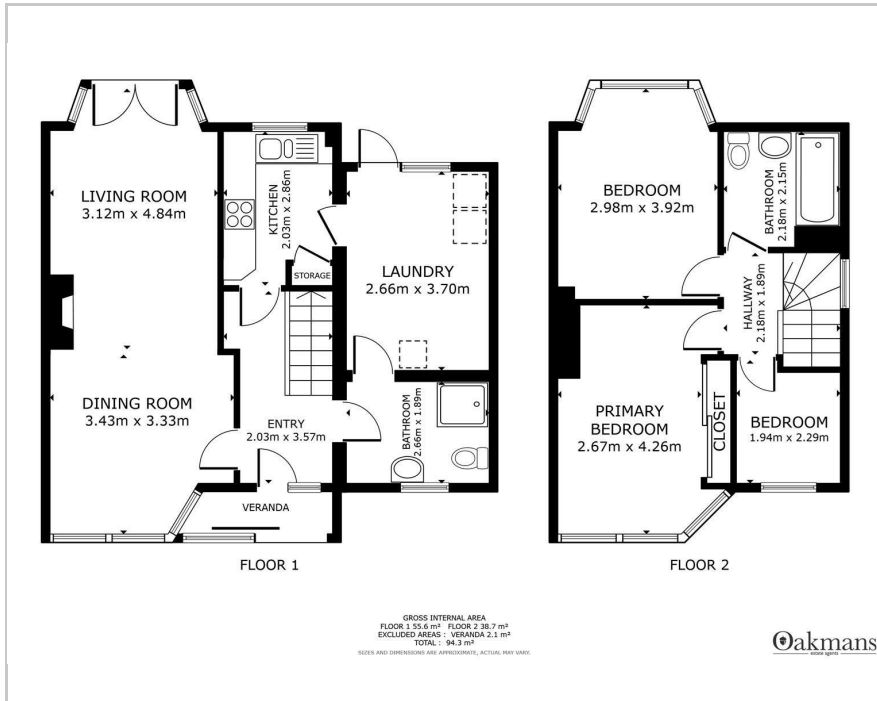 LIVING ROOM
3.12m x 4.84m
KITCHEN
2.03m x 2.86m
STORAGE
LAUNDRY
2.66m x 3.70m
DINING ROOM
3.43m x 3.33m
ENTRY
2.03m x 3.57m
BATHROOM
2.66m x 1.89m
VERANDA
FLOOR 1
BEDROOM
2.98m x 3.92m
BATHROOM
2.18m x 2.15m
HALLWAY
2.18m x 1.89m
PRIMARY
BEDROOM
2.67m x 4.26m
CLOSET
BEDROOM
1.94m x 2.29m
FLOOR 2
GROSS INTERNAL AREA
FLOOR 1 55.6 m² FLOOR 2 38.7 m²
EXCLUDED AREAS : VERANDA 2.1 m²
TOTAL : 94.3 m²
SIZES AND DIMENSIONS ARE APPROXIMATE, ACTUAL MAY VARY.
Oakmans
estate agents